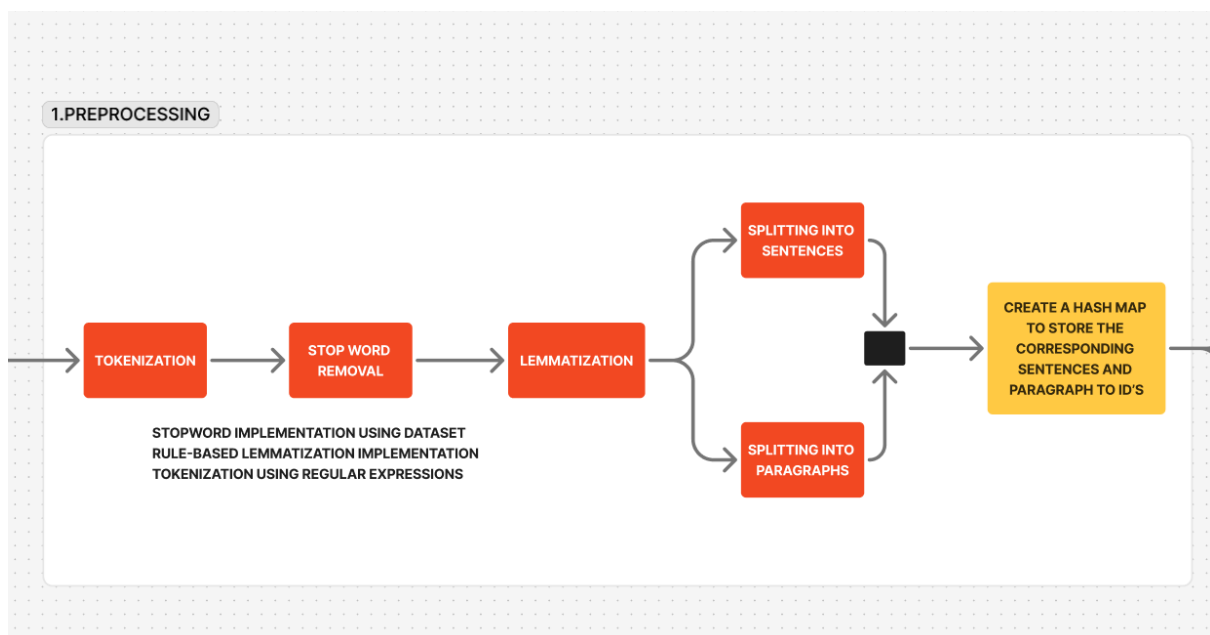 1.PREPROCESSING
TOKENIZATION
STOP WORD
REMOVAL
LEMMATIZATION
SPLITTING INTO
SENTENCES
SPLITTING INTO
PARAGRAPHS
CREATE A HASH MAP
TO STORE THE
CORRESPONDING
SENTENCES AND
PARAGRAPH TO ID'S
STOPWORD IMPLEMENTATION USING DATASET
RULE-BASED LEMMATIZATION IMPLEMENTATION
TOKENIZATION USING REGULAR EXPRESSIONS